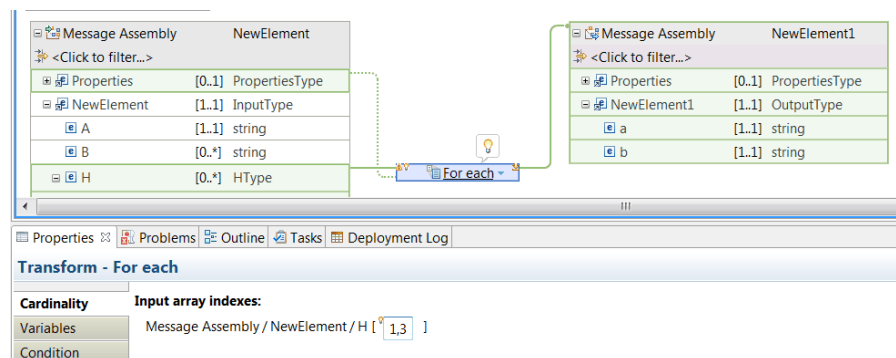 Message Assembly NewElement
<Click to filter...>
Properties [0..1] PropertiesType
NewElement [1..1] InputType
A [1..1] string
B [0..*] string
H [0..*] HType
For each
Message Assembly NewElement1
<Click to filter...>
Properties [0..1] PropertiesType
NewElement1 [1..1] OutputType
a [1..1] string
b [1..1] string
Properties Problems Outline Tasks Deployment Log
Transform - For each
Cardinality
Variables
Condition
Input array indexes:
Message Assembly / NewElement / H [ 1,3 ]